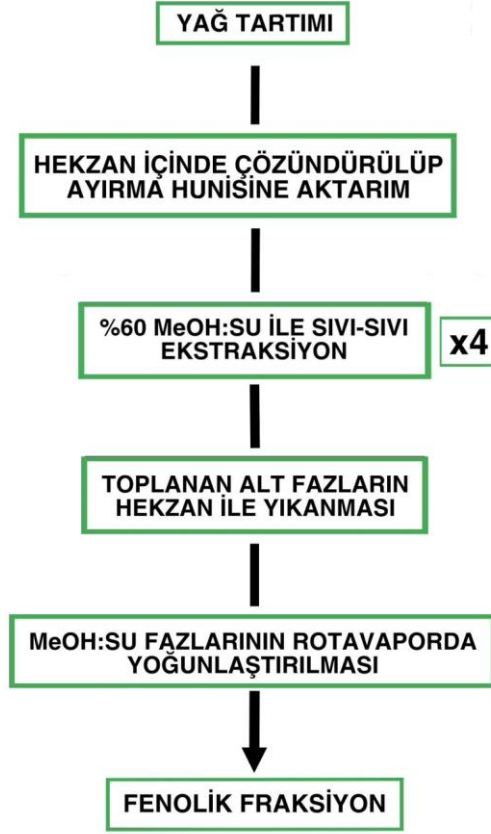 YAĞ TARTIMI
HEKZAN İÇİNDE ÇÖZÜNDÜRÜLÜP
AYIRMA HUNİSİNE AKTARIM
%60 MeOH:SU İLE SIVI-SIVI
EKSTRAKSİYON
x4
TOPLANAN ALT FAZLARIN
HEKZAN İLE YIKANMASI
MeOH:SU FAZLARININ ROTAVAPORDA
YOĞUNLAŞTIRILMASI
FENOLİK FRAKSİYON